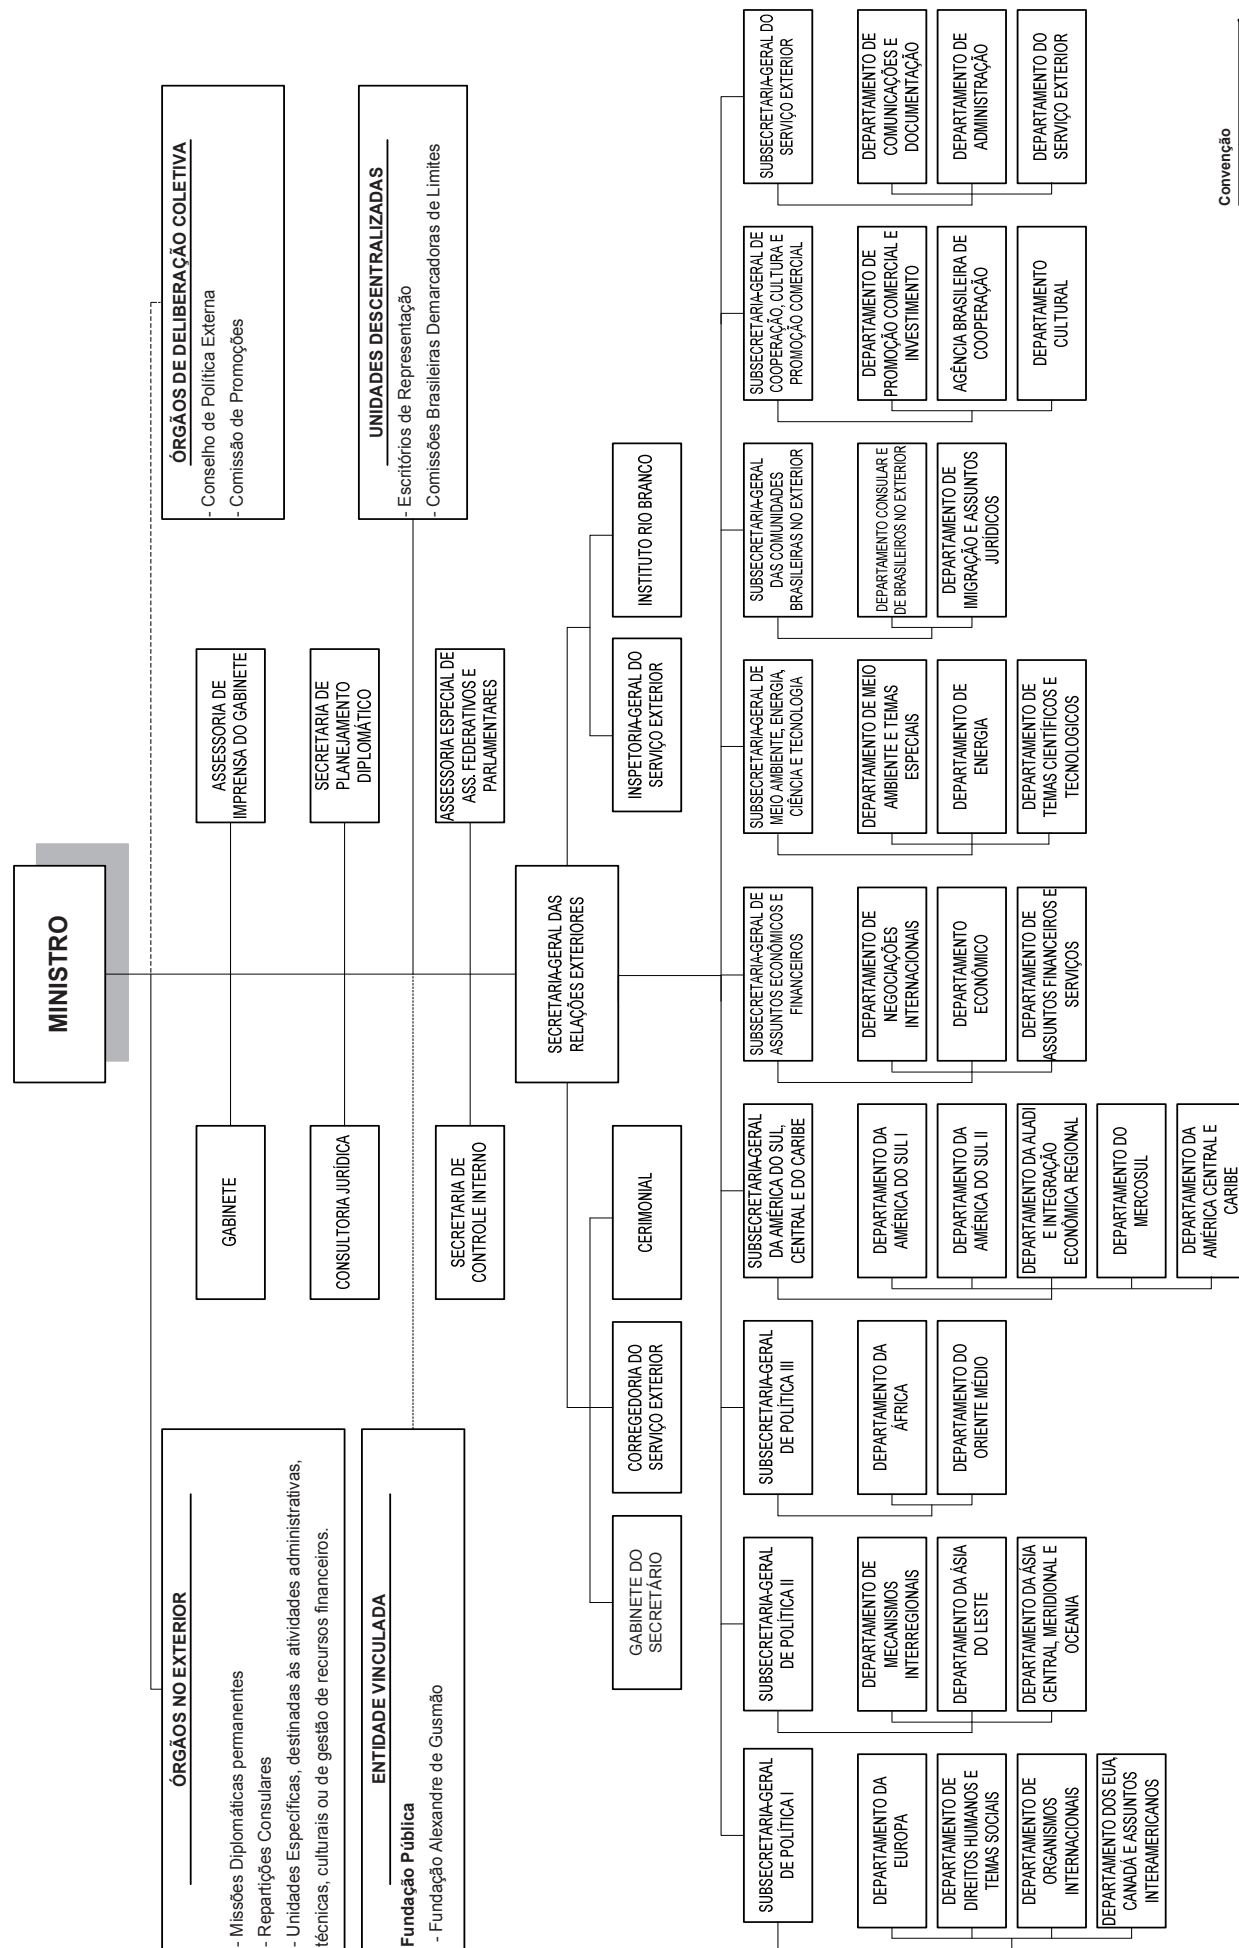 MINISTRO
ÓRGÃOS NO EXTERIOR
- Missões Diplomáticas permanentes
- Repartições Consulares
- Unidades Específicas, destinadas às atividades administrativas,
técnicas, culturais ou de gestão de recursos financeiros.
ÓRGÃOS DE DELIBERAÇÃO COLETIVA
- Conselho de Política Externa
- Comissão de Promoções
GABINETE
ASSESSORIA DE
IMPRENSA DO GABINETE
CONSULTORIA JURÍDICA
SECRETARIA DE
PLANEJAMENTO
DIPLOMÁTICO
ENTIDADE VINCULADA
Fundação Pública
- Fundação Alexandre de Gusmão
UNIDADES DESCENTRALIZADAS
- Escritórios de Representação
- Comissões Brasileiras Demarcadoras de Limites
SECRETARIA DE
CONTROLE INTERNO
ASSESSORIA ESPECIAL DE
ASS. FEDERATIVOS E
PARLAMENTARES
SECRETARIA-GERAL DAS
RELAÇÕES EXTERIORES
GABINETE DO
SECRETÁRIO
CORREGEDORIA DO
SERVIÇO EXTERIOR
CERIMONIAL
INSPETORIA-GERAL DO
SERVIÇO EXTERIOR
INSTITUTO RIO BRANCO
SUBSECRETARIA-GERAL
DE POLÍTICA I
DEPARTAMENTO DA
EUROPA
DEPARTAMENTO DE
DIREITOS HUMANOS E
TEMAS SOCIAIS
DEPARTAMENTO DE
ORGANISMOS
INTERNACIONAIS
DEPARTAMENTO DOS EUA,
CANADÁ E ASSUNTOS
INTERAMERICANOS
SUBSECRETARIA-GERAL
DE POLÍTICA II
DEPARTAMENTO DE
MECANISMOS
INTERREGIONAIS
DEPARTAMENTO DA ÁSIA
DO LESTE
DEPARTAMENTO DA ÁSIA
CENTRAL, MERIDIONAL E
OCEANIA
SUBSECRETARIA-GERAL
DE POLÍTICA III
DEPARTAMENTO DA
ÁFRICA
DEPARTAMENTO DO
ORIENTE MÉDIO
SUBSECRETARIA-GERAL
DA AMÉRICA DO SUL,
CENTRAL E DO CARIBE
DEPARTAMENTO DA
AMÉRICA DO SUL I
DEPARTAMENTO DA
AMÉRICA DO SUL II
DEPARTAMENTO DA ALADI
E INTEGRAÇÃO
ECONÔMICA REGIONAL
DEPARTAMENTO DO
MERCOSUL
DEPARTAMENTO DA
AMÉRICA CENTRAL E
CARIBE
SUBSECRETARIA-GERAL DE
ASSUNTOS ECONÔMICOS E
FINANCEIROS
DEPARTAMENTO DE
NEGOCIAÇÕES
INTERNACIONAIS
DEPARTAMENTO
ECONÔMICO
DEPARTAMENTO DE
ASSUNTOS FINANCEIROS E
SERVIÇOS
SUBSECRETARIA-GERAL DE
MEIO AMBIENTE, ENERGIA,
CIÊNCIA E TECNOLOGIA
DEPARTAMENTO DE MEIO
AMBIENTE E TEMAS
ESPECIAIS
DEPARTAMENTO DE
ENERGIA
DEPARTAMENTO DE
TEMAS CIENTÍFICOS E
TECNOLOGICOS
SUBSECRETARIA-GERAL
DAS COMUNIDADES
BRASILEIRAS NO EXTERIOR
DEPARTAMENTO CONSULAR E
DE BRASILEIROS NO EXTERIOR
DEPARTAMENTO DE
IMIGRAÇÃO E ASSUNTOS
JURÍDICOS
SUBSECRETARIA-GERAL DE
COOPERAÇÃO, CULTURA E
PROMOÇÃO COMERCIAL
DEPARTAMENTO DE
PROMOÇÃO COMERCIAL E
INVESTIMENTO
AGÊNCIA BRASILEIRA DE
COOPERAÇÃO
DEPARTAMENTO
CULTURAL
SUBSECRETARIA-GERAL DO
SERVIÇO EXTERIOR
DEPARTAMENTO DE
COMUNICAÇÕES E
DOCUMENTAÇÃO
DEPARTAMENTO DE
ADMINISTRAÇÃO
DEPARTAMENTO DO
SERVIÇO EXTERIOR
Convenção